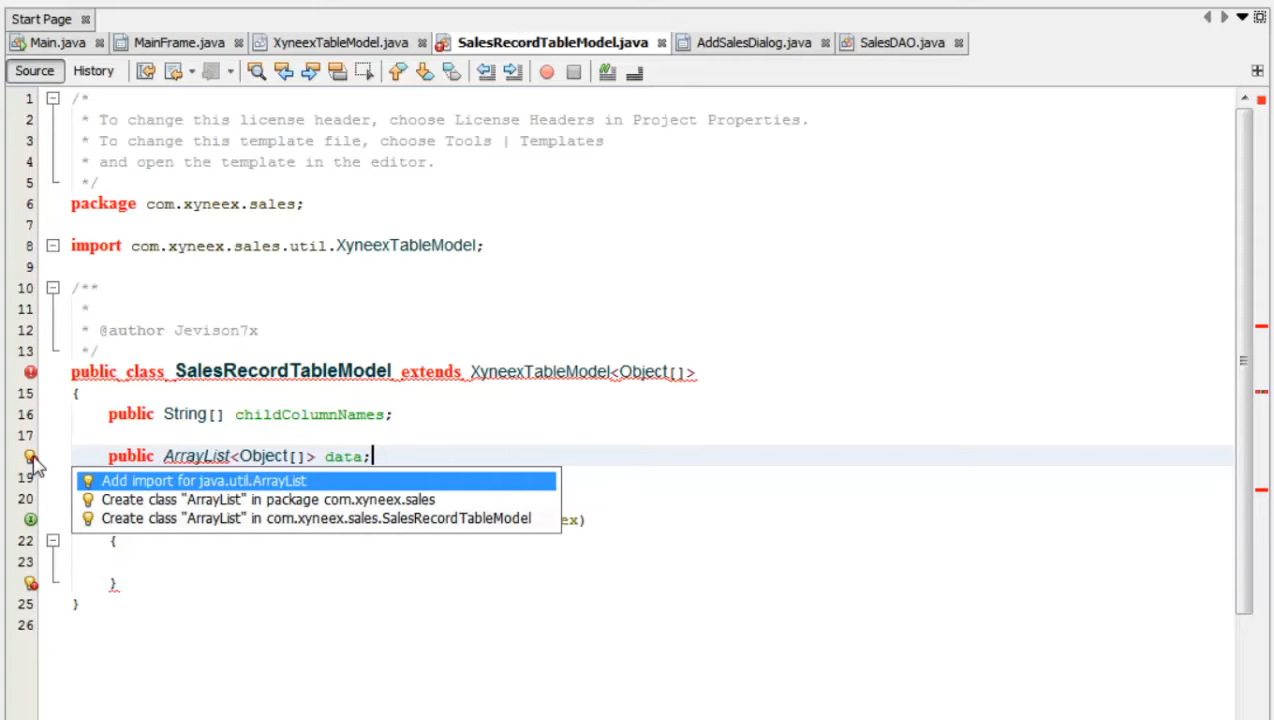 Start Page
Main.java MainFrame.java XyneexTableModel.java SalesRecordTableModel.java AddSalesDialog.java SalesDAO.java
Source History
1 /*
2 * To change this license header, choose License Headers in Project Properties.
3 * To change this template file, choose Tools | Templates
4 * and open the template in the editor.
5 */
6 package com.xyneex.sales;
7
8 import com.xyneex.sales.util.XyneexTableModel;
9
10 /**
11 *
12 * @author Jevison7x
13 */
public class SalesRecordTableModel extends XyneexTableModel<Object[]>
15 {
16 public String[] childColumnNames;
17
public ArrayList<Object[]> data;
19 Add import for java.util.ArrayList
20 Create class "ArrayList" in package com.xyneex.sales
Create class "ArrayList" in com.xyneex.sales.SalesRecordTableModel ex)
22 {
23
}
25 }
26